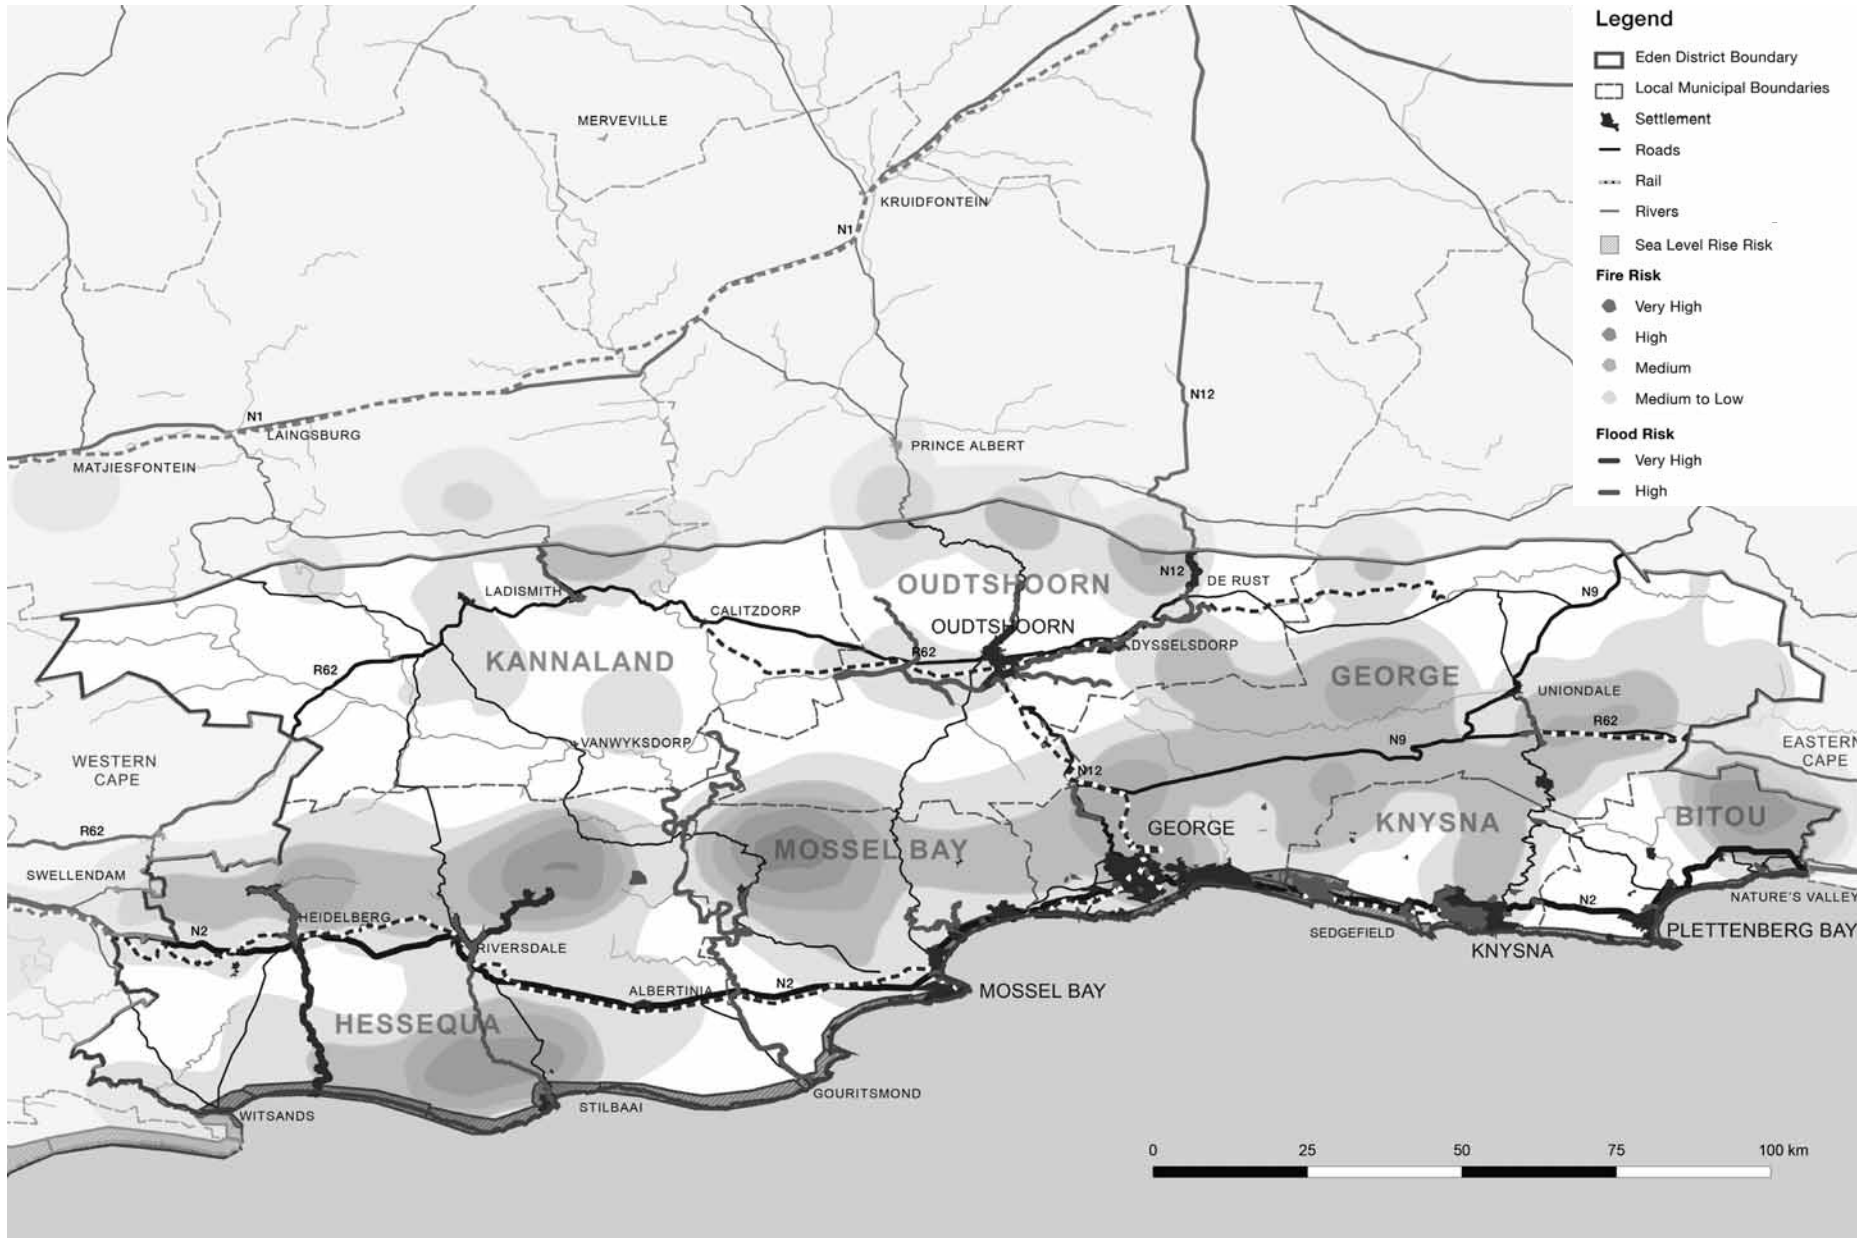 Legend
Eden District Boundary
Local Municipal Boundaries
Settlement
Roads
Rail
Rivers
Sea Level Rise Risk
Fire Risk
Very High
High
Medium
Medium to Low
Flood Risk
Very High
High
MERVEVILLE
KRUIDFONTEIN
N1
N12
N1
LAINGSBURG
MATJIESFONTEIN
PRINCE ALBERT
N12
DE RUST
LADISMITH
OUDTSHOORN
N9
CALITZDORP
OUDTSHOORN
R62
DYSSELSDORP
R62
KANNALAND
GEORGE
UNIONDALE
R62
VANWYKSDORP
N9
WESTERN
CAPE
EASTERN
CAPE
N12
R62
MOSSEL BAY
GEORGE
KNYSNA
BITOU
SWELLENDAM
NATURE'S VALLEY
N2
HEIDELBERG
N2
RIVERSDALE
SEDGEFIELD
PLETTENBERG BAY
KNYSNA
ALBERTINIA
N2
MOSSEL BAY
HESSEQUA
GOURITSMOND
STILBAAI
WITSANDS
0 25 50 75 100 km